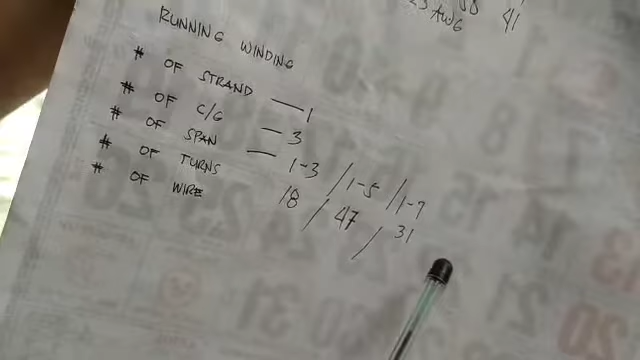 AWG
41
RUNNING WINDING
# OF STRAND — 1
# OF C/G — 3
# OF SPAN — 1-3 / 1-5 / 1-7
# OF TURNS 18 / 47 / 31
# OF WIRE